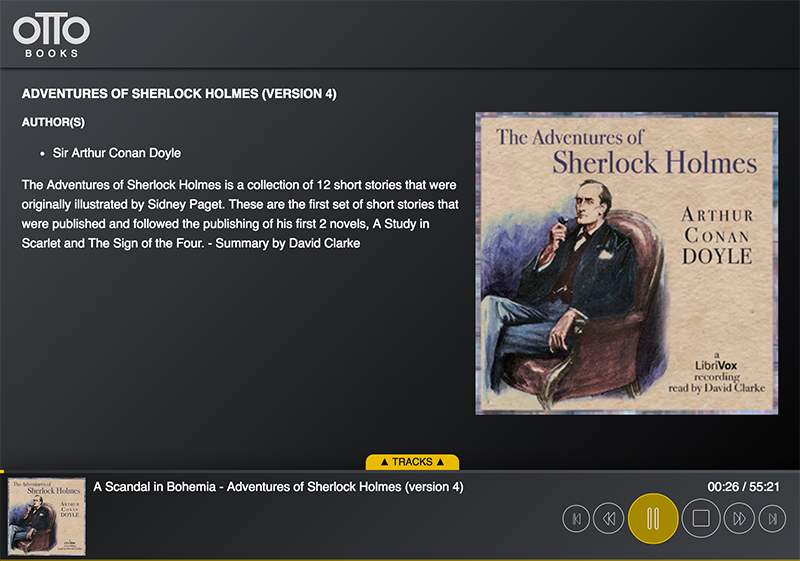 OTTO
BOOKS
ADVENTURES OF SHERLOCK HOLMES (VERSION 4)
AUTHOR(S)
• Sir Arthur Conan Doyle
The Adventures of Sherlock Holmes is a collection of 12 short stories that were
originally illustrated by Sidney Paget. These are the first set of short stories that
were published and followed the publishing of his first 2 novels, A Study in
Scarlet and The Sign of the Four. - Summary by David Clarke
The Adventures of
Sherlock Holmes
ARTHUR
CONAN
DOYLE
a
LibriVox
recording
read by David Clarke
▲ TRACKS ▲
The Adventures of
Sherlock Holmes
ARTHUR
CONAN
DOYLE
A Scandal in Bohemia - Adventures of Sherlock Holmes (version 4)
00:26 / 55:21